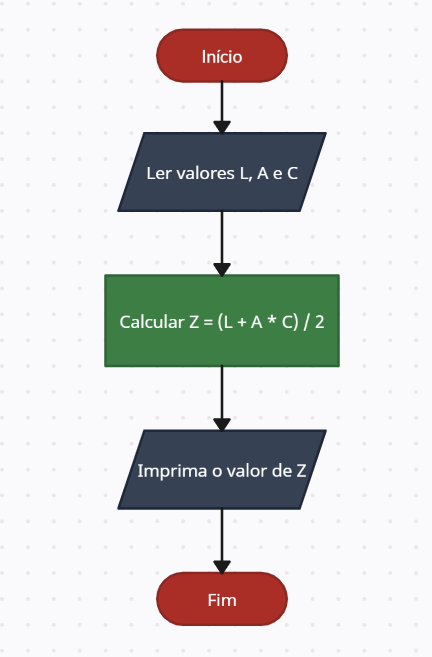 Início
Ler valores L, A e C
Calcular Z = (L + A * C) / 2
Imprima o valor de Z
Fim